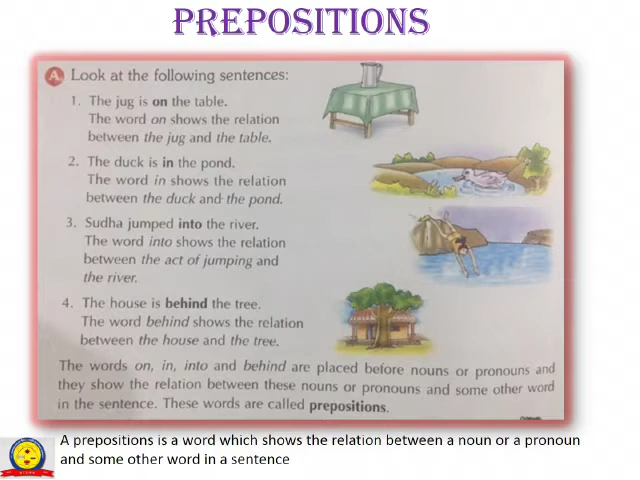 PREPOSITIONS
A. Look at the following sentences:
1. The jug is on the table.
The word on shows the relation
between the jug and the table.
2. The duck is in the pond.
The word in shows the relation
between the duck and the pond.
3. Sudha jumped into the river.
The word into shows the relation
between the act of jumping and
the river.
4. The house is behind the tree.
The word behind shows the relation
between the house and the tree.
The words on, in, into and behind are placed before nouns or pronouns and
they show the relation between these nouns or pronouns and some other word
in the sentence. These words are called prepositions.
A prepositions is a word which shows the relation between a noun or a pronoun
and some other word in a sentence